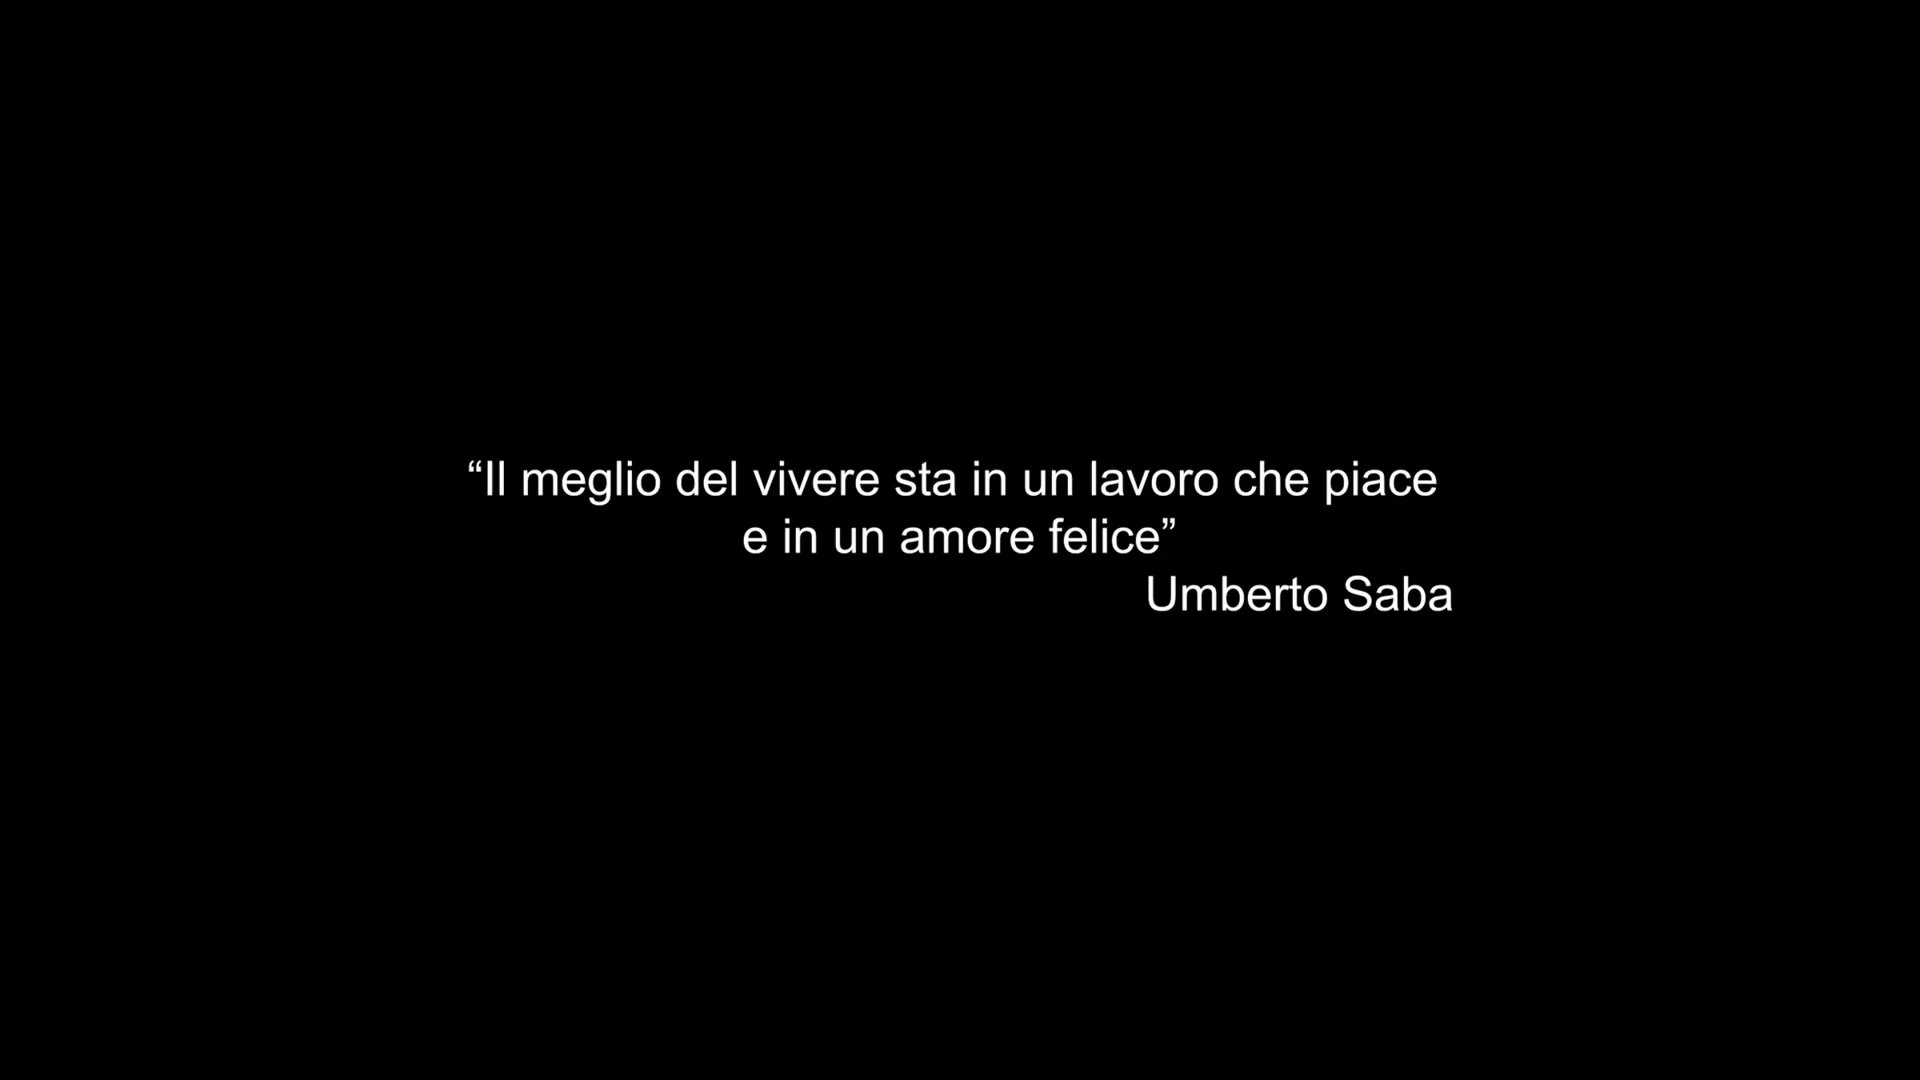 “Il meglio del vivere sta in un lavoro che piace
e in un amore felice”
Umberto Saba